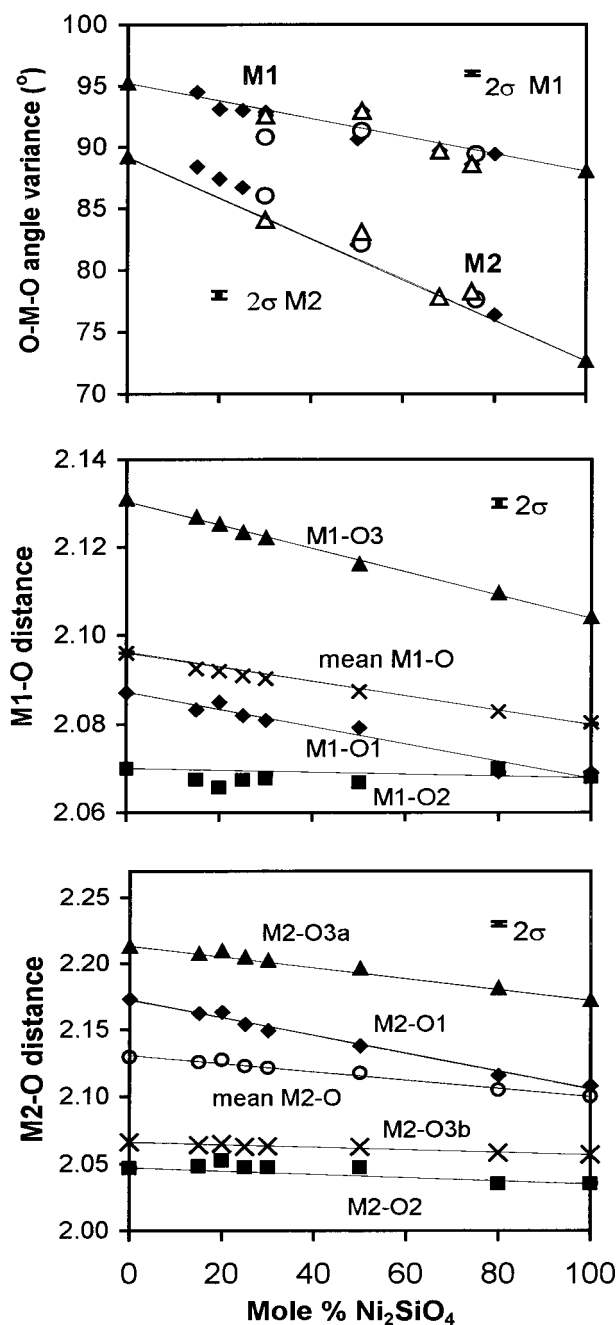 O-M-O angle variance (°)
100
95
90
85
80
75
70
M1
2σ M1
M2
2σ M2
M1-O distance
2.14
2.12
2.10
2.08
2.06
2σ
M1-O3
mean M1-O
M1-O1
M1-O2
M2-O distance
2.25
2.20
2.15
2.10
2.05
2.00
M2-O3a
2σ
M2-O1
mean M2-O
M2-O3b
M2-O2
0 20 40 60 80 100
Mole % Ni₂SiO₄